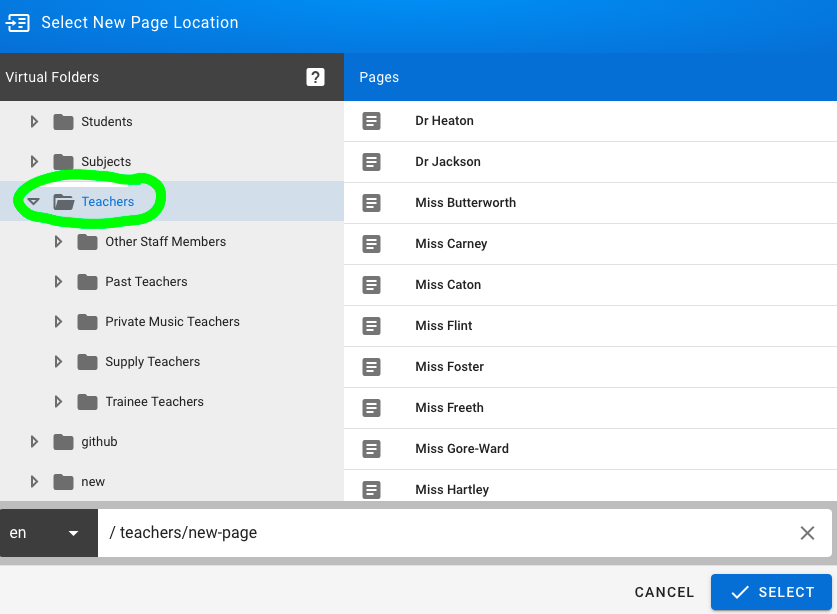 Select New Page Location
Virtual Folders
?
Students
Subjects
Teachers
Other Staff Members
Past Teachers
Private Music Teachers
Supply Teachers
Trainee Teachers
github
new
Pages
Dr Heaton
Dr Jackson
Miss Butterworth
Miss Carney
Miss Caton
Miss Flint
Miss Foster
Miss Freeth
Miss Gore-Ward
Miss Hartley
en
/ teachers/new-page
CANCEL
SELECT